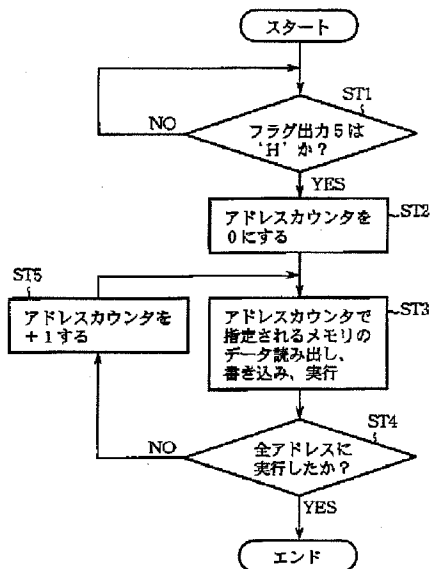 スタート
ST1
フラグ出力5は
‘H’か？
NO
YES
アドレスカウンタを
0にする
ST2
ST5
アドレスカウンタを
+1する
アドレスカウンタで
指定されるメモリの
データ読み出し、
書き込み、実行
ST3
ST4
全アドレスに
実行したか？
NO
YES
エンド